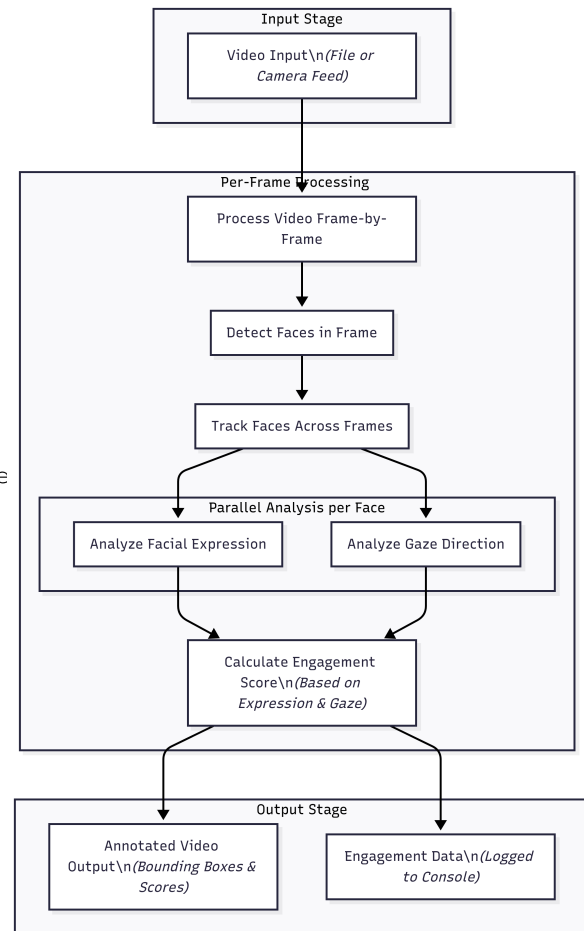 Input Stage
Video Input\n(File or
Camera Feed)
Per-Frame Processing
Process Video Frame-by-
Frame
Detect Faces in Frame
Track Faces Across Frames
Parallel Analysis per Face
Analyze Facial Expression
Analyze Gaze Direction
Calculate Engagement
Score\n(Based on
Expression & Gaze)
Output Stage
Annotated Video
Output\n(Bounding Boxes &
Scores)
Engagement Data\n(Logged
to Console)